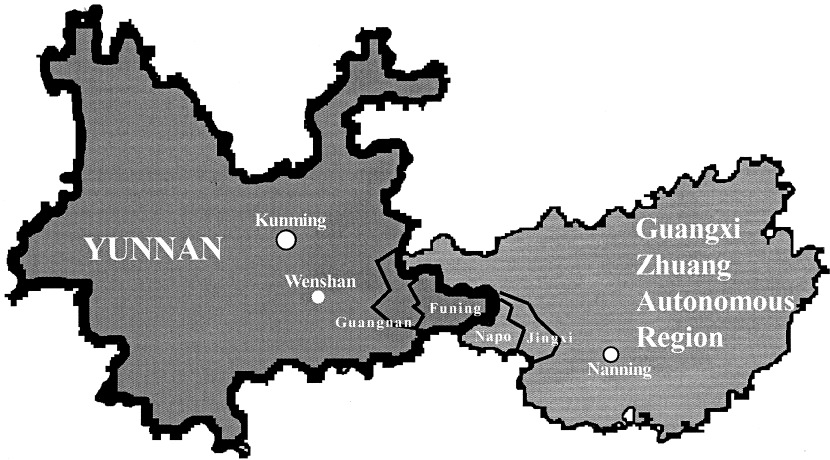 Kunming
YUNNAN
Wenshan
Guangnan
Funing
Napo
Jingxi
Guangxi
Zhuang
Autonomous
Region
Nanning